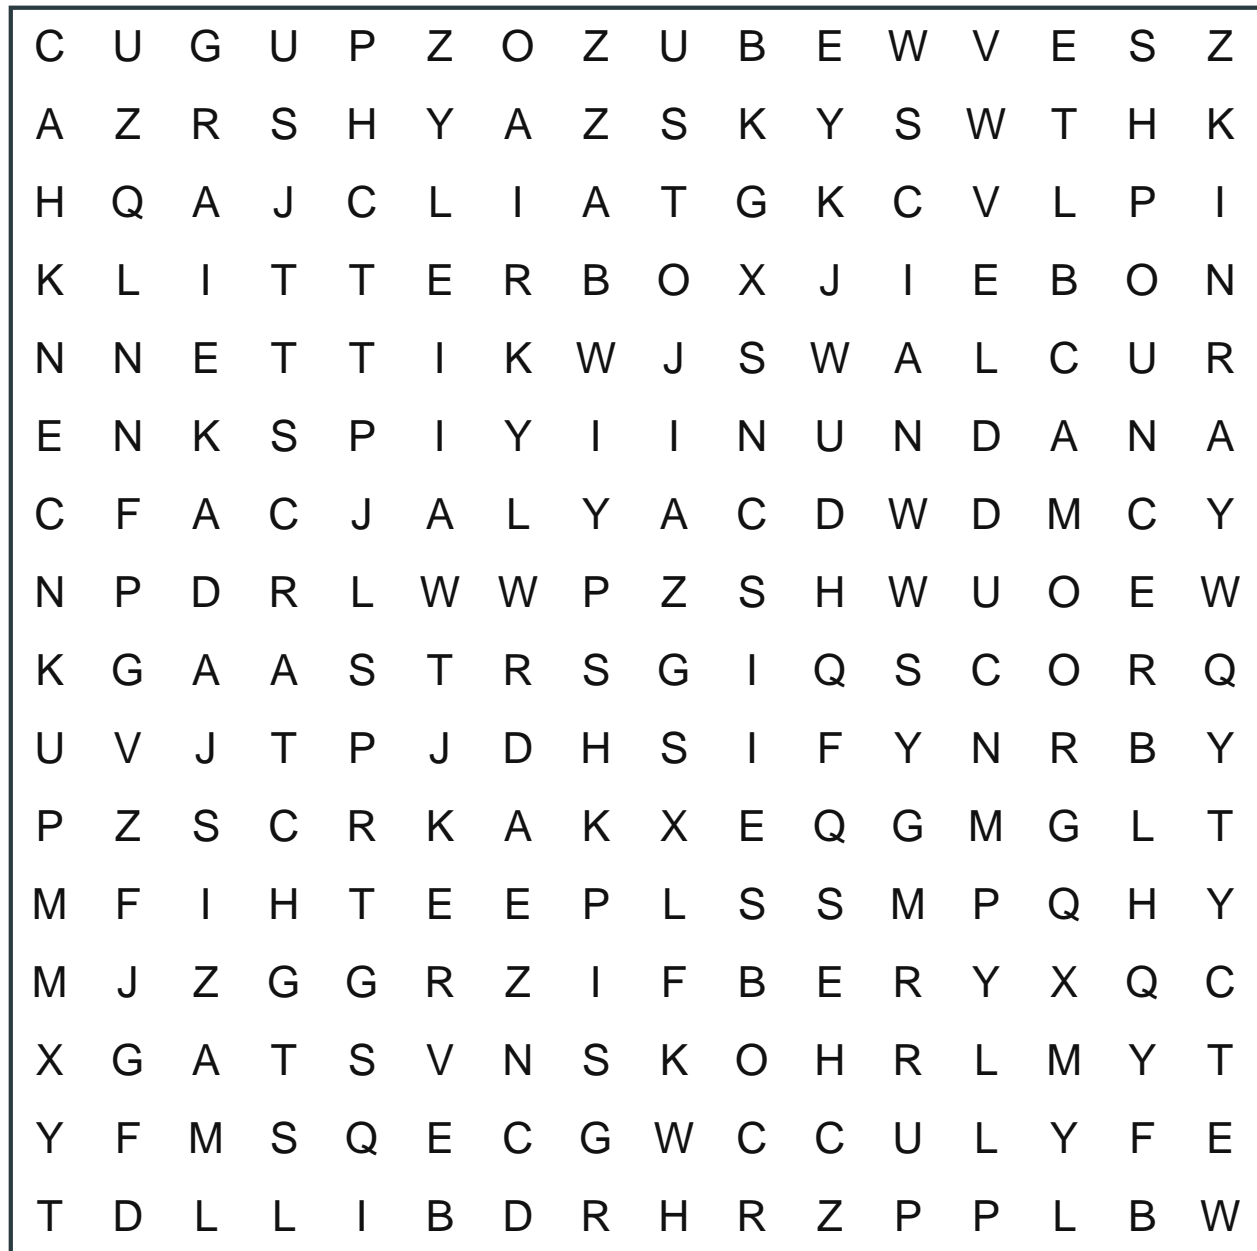 C U G U P Z O Z U B E W V E S Z
A Z R S H Y A Z S K Y S W T H K
H Q A J C L I A T G K C V L P I
K L I T T E R B O X J I E B O N
N N E T T I K W J S W A L C U R
E N K S P I Y I I N U N D A N A
C F A C J A L Y A C D W D M C Y
N P D R L W W P Z S H W U O E W
K G A A S T R S G I Q S C O R Q
U V J T P J D H S I F Y N R B Y
P Z S C R K A K X E Q G M G L T
M F I H T E E P L S S M P Q H Y
M J Z G G R Z I F B E R Y X Q C
X G A T S V N S K O H R L M Y T
Y F M S Q E C G W C C U L Y F E
T D L L I B D R H R Z P P L B W